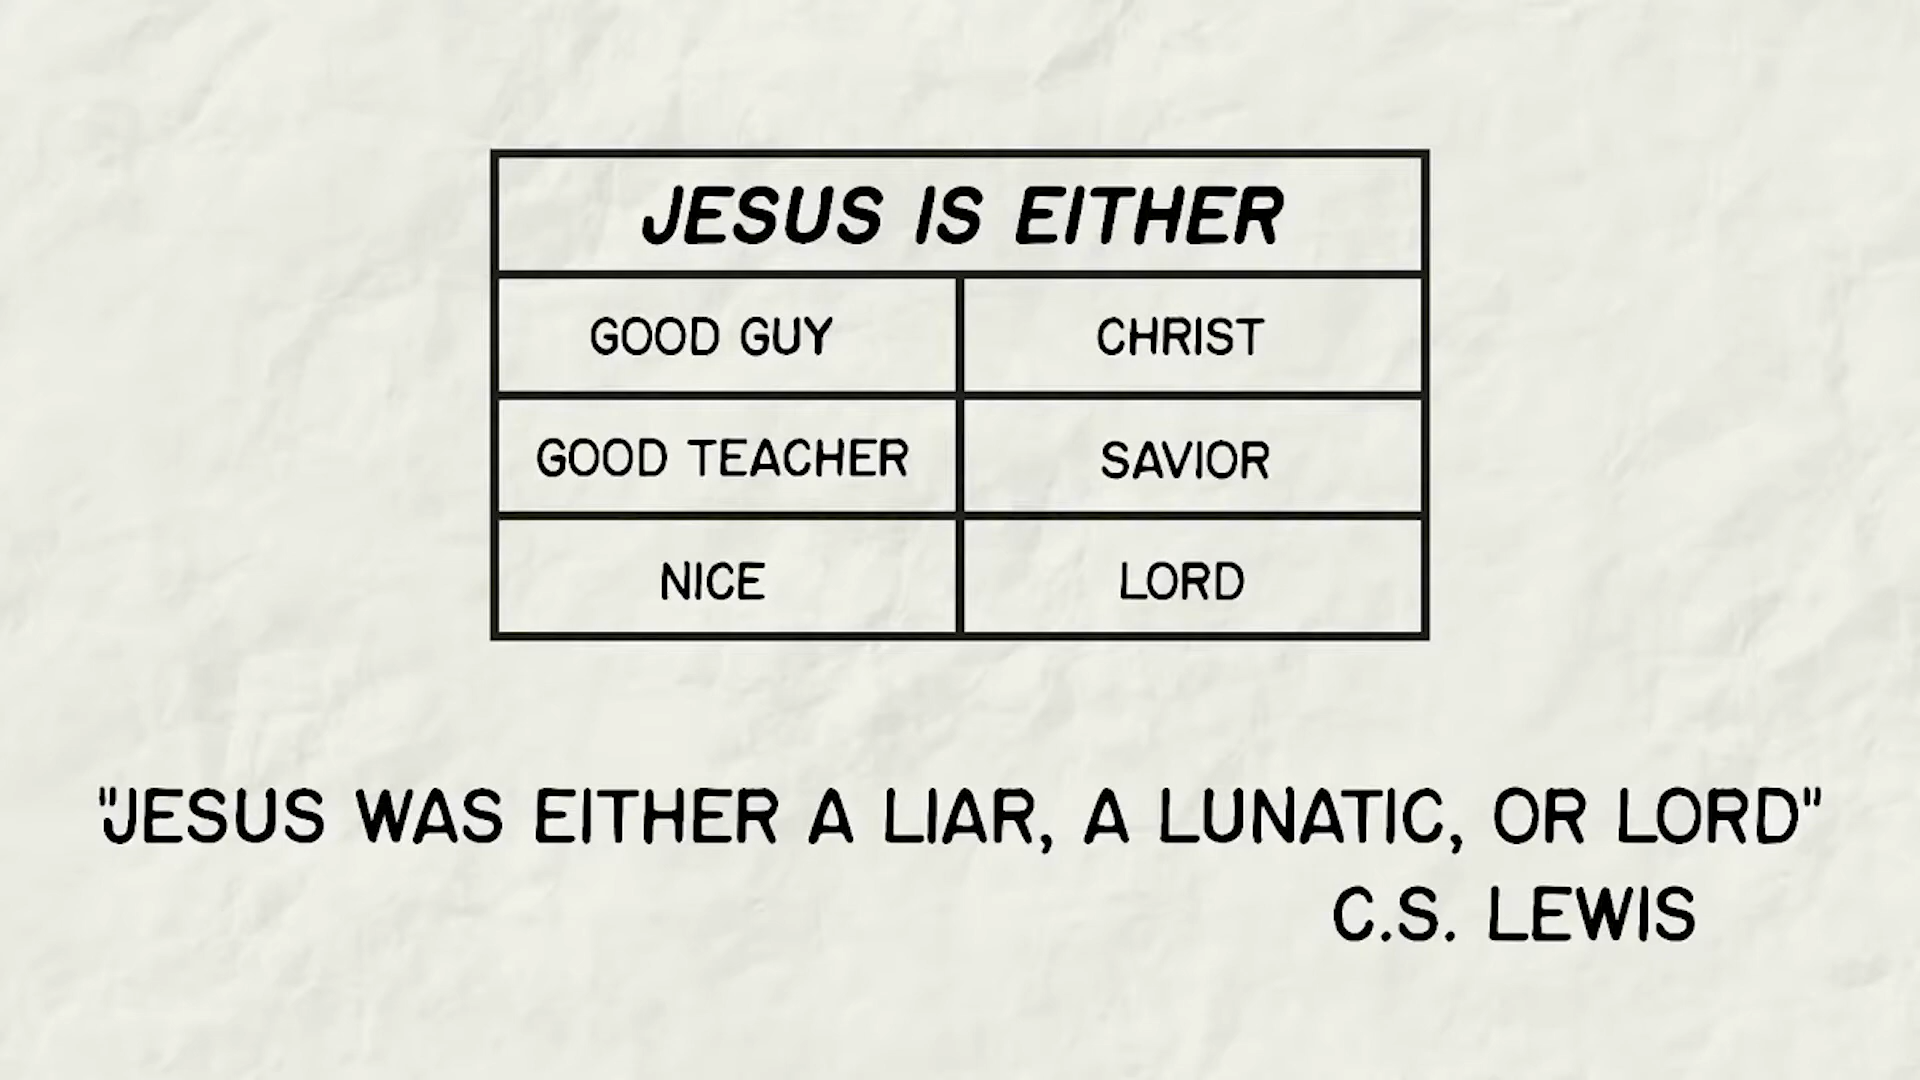 JESUS IS EITHER
GOOD GUY CHRIST
GOOD TEACHER SAVIOR
NICE LORD
"JESUS WAS EITHER A LIAR, A LUNATIC, OR LORD"
C.S. LEWIS